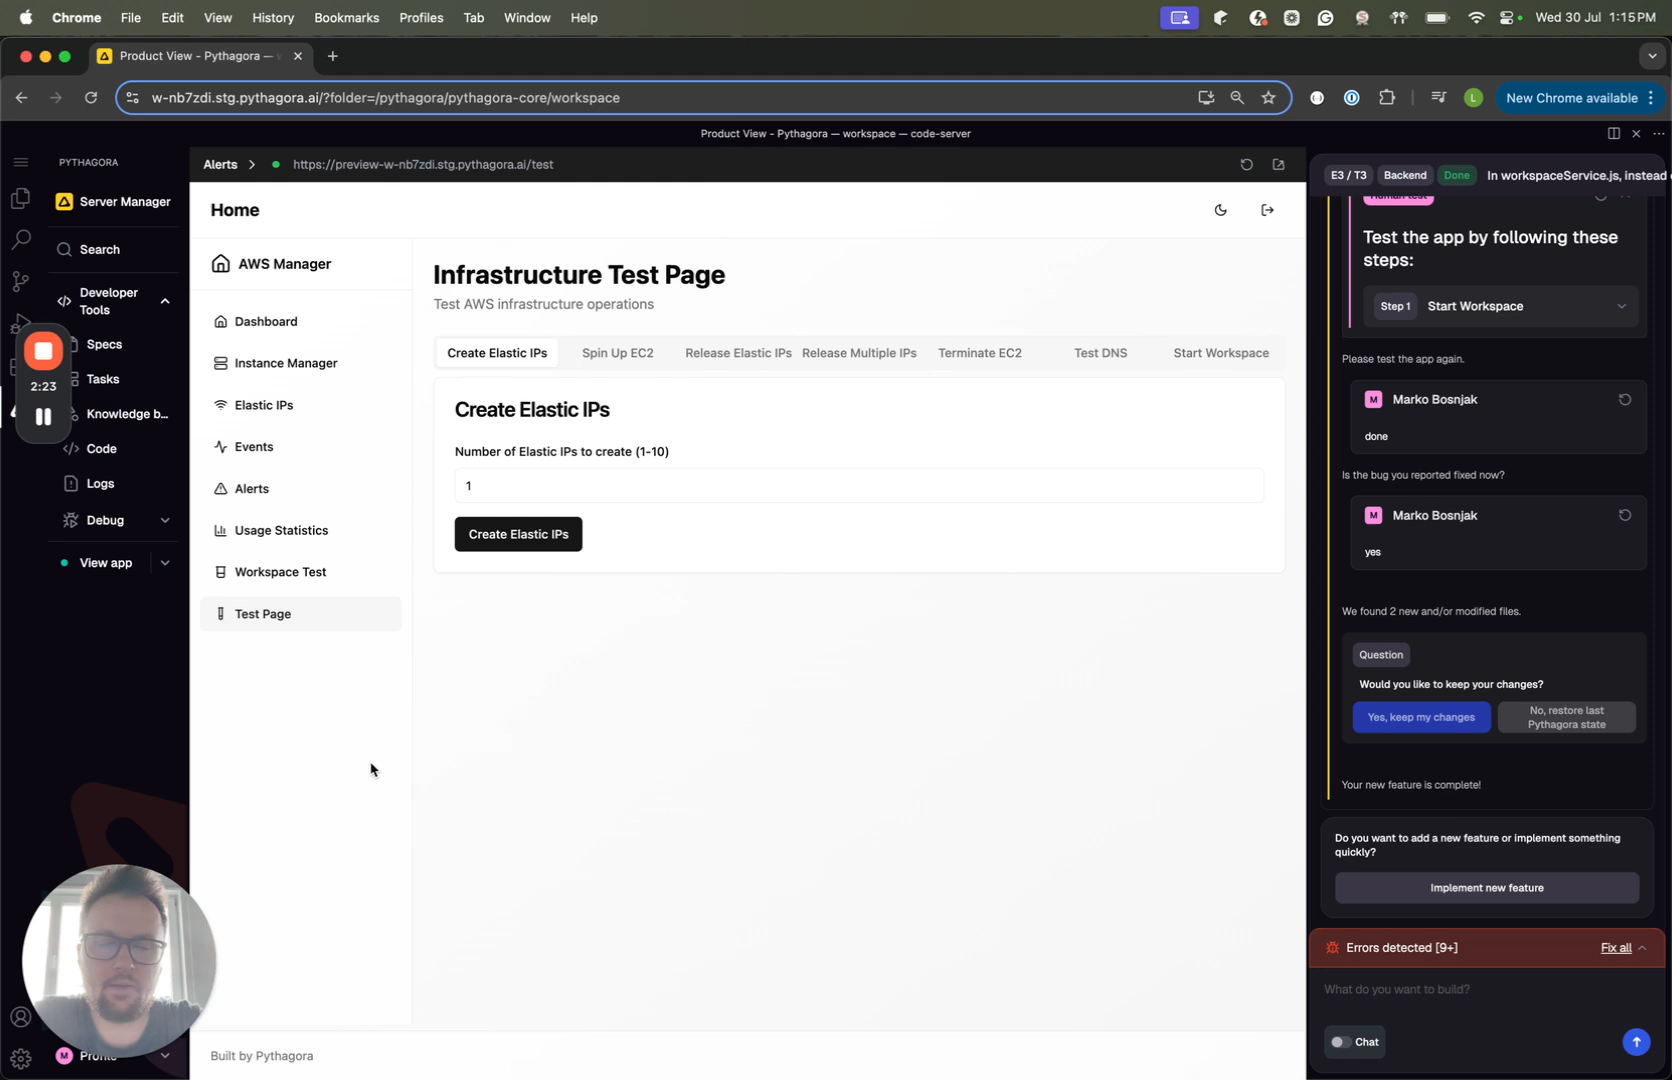 Chrome File Edit View History Bookmarks Profiles Tab Window Help Wed 30 Jul 1:15 PM
Product View - Pythagora —
w-nb7zdi.stg.pythagora.ai/?folder=/pythagora/pythagora-core/workspace L New Chrome available
Product View - Pythagora — workspace — code-server
PYTHAGORA
Server Manager
Search
Developer
Tools
Specs
2:23
Tasks
Knowledge b...
Code
Logs
Debug
View app
M
Alerts https://preview-w-nb7zdi.stg.pythagora.ai/test
Home
AWS Manager
Dashboard
Instance Manager
Elastic IPs
Events
Alerts
Usage Statistics
Workspace Test
Test Page
Infrastructure Test Page
Test AWS infrastructure operations
Create Elastic IPs Spin Up EC2 Release Elastic IPs Release Multiple IPs Terminate EC2 Test DNS Start Workspace
Create Elastic IPs
Number of Elastic IPs to create (1-10)
1
Create Elastic IPs
Built by Pythagora
E3 / T3 Backend Done In workspaceService.js, instead
Test the app by following these
steps:
Step 1 Start Workspace
Please test the app again.
M Marko Bosnjak
done
Is the bug you reported fixed now?
M Marko Bosnjak
yes
We found 2 new and/or modified files.
Question
Would you like to keep your changes?
Yes, keep my changes
No, restore last
Pythagora state
Your new feature is complete!
Do you want to add a new feature or implement something
quickly?
Implement new feature
Errors detected [9+] Fix all
What do you want to build?
Chat